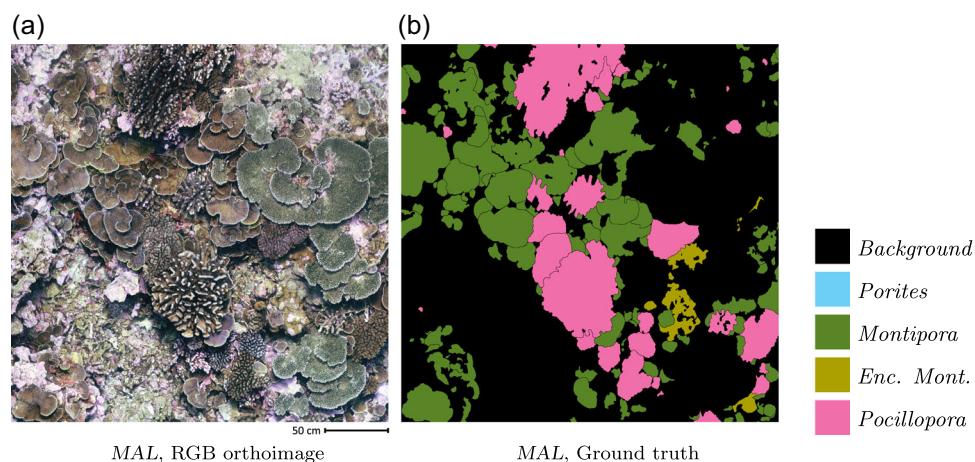 (a)
(b)
50 cm
MAL, RGB orthoimage
MAL, Ground truth
Background
Porites
Montipora
Enc. Mont.
Pocillopora